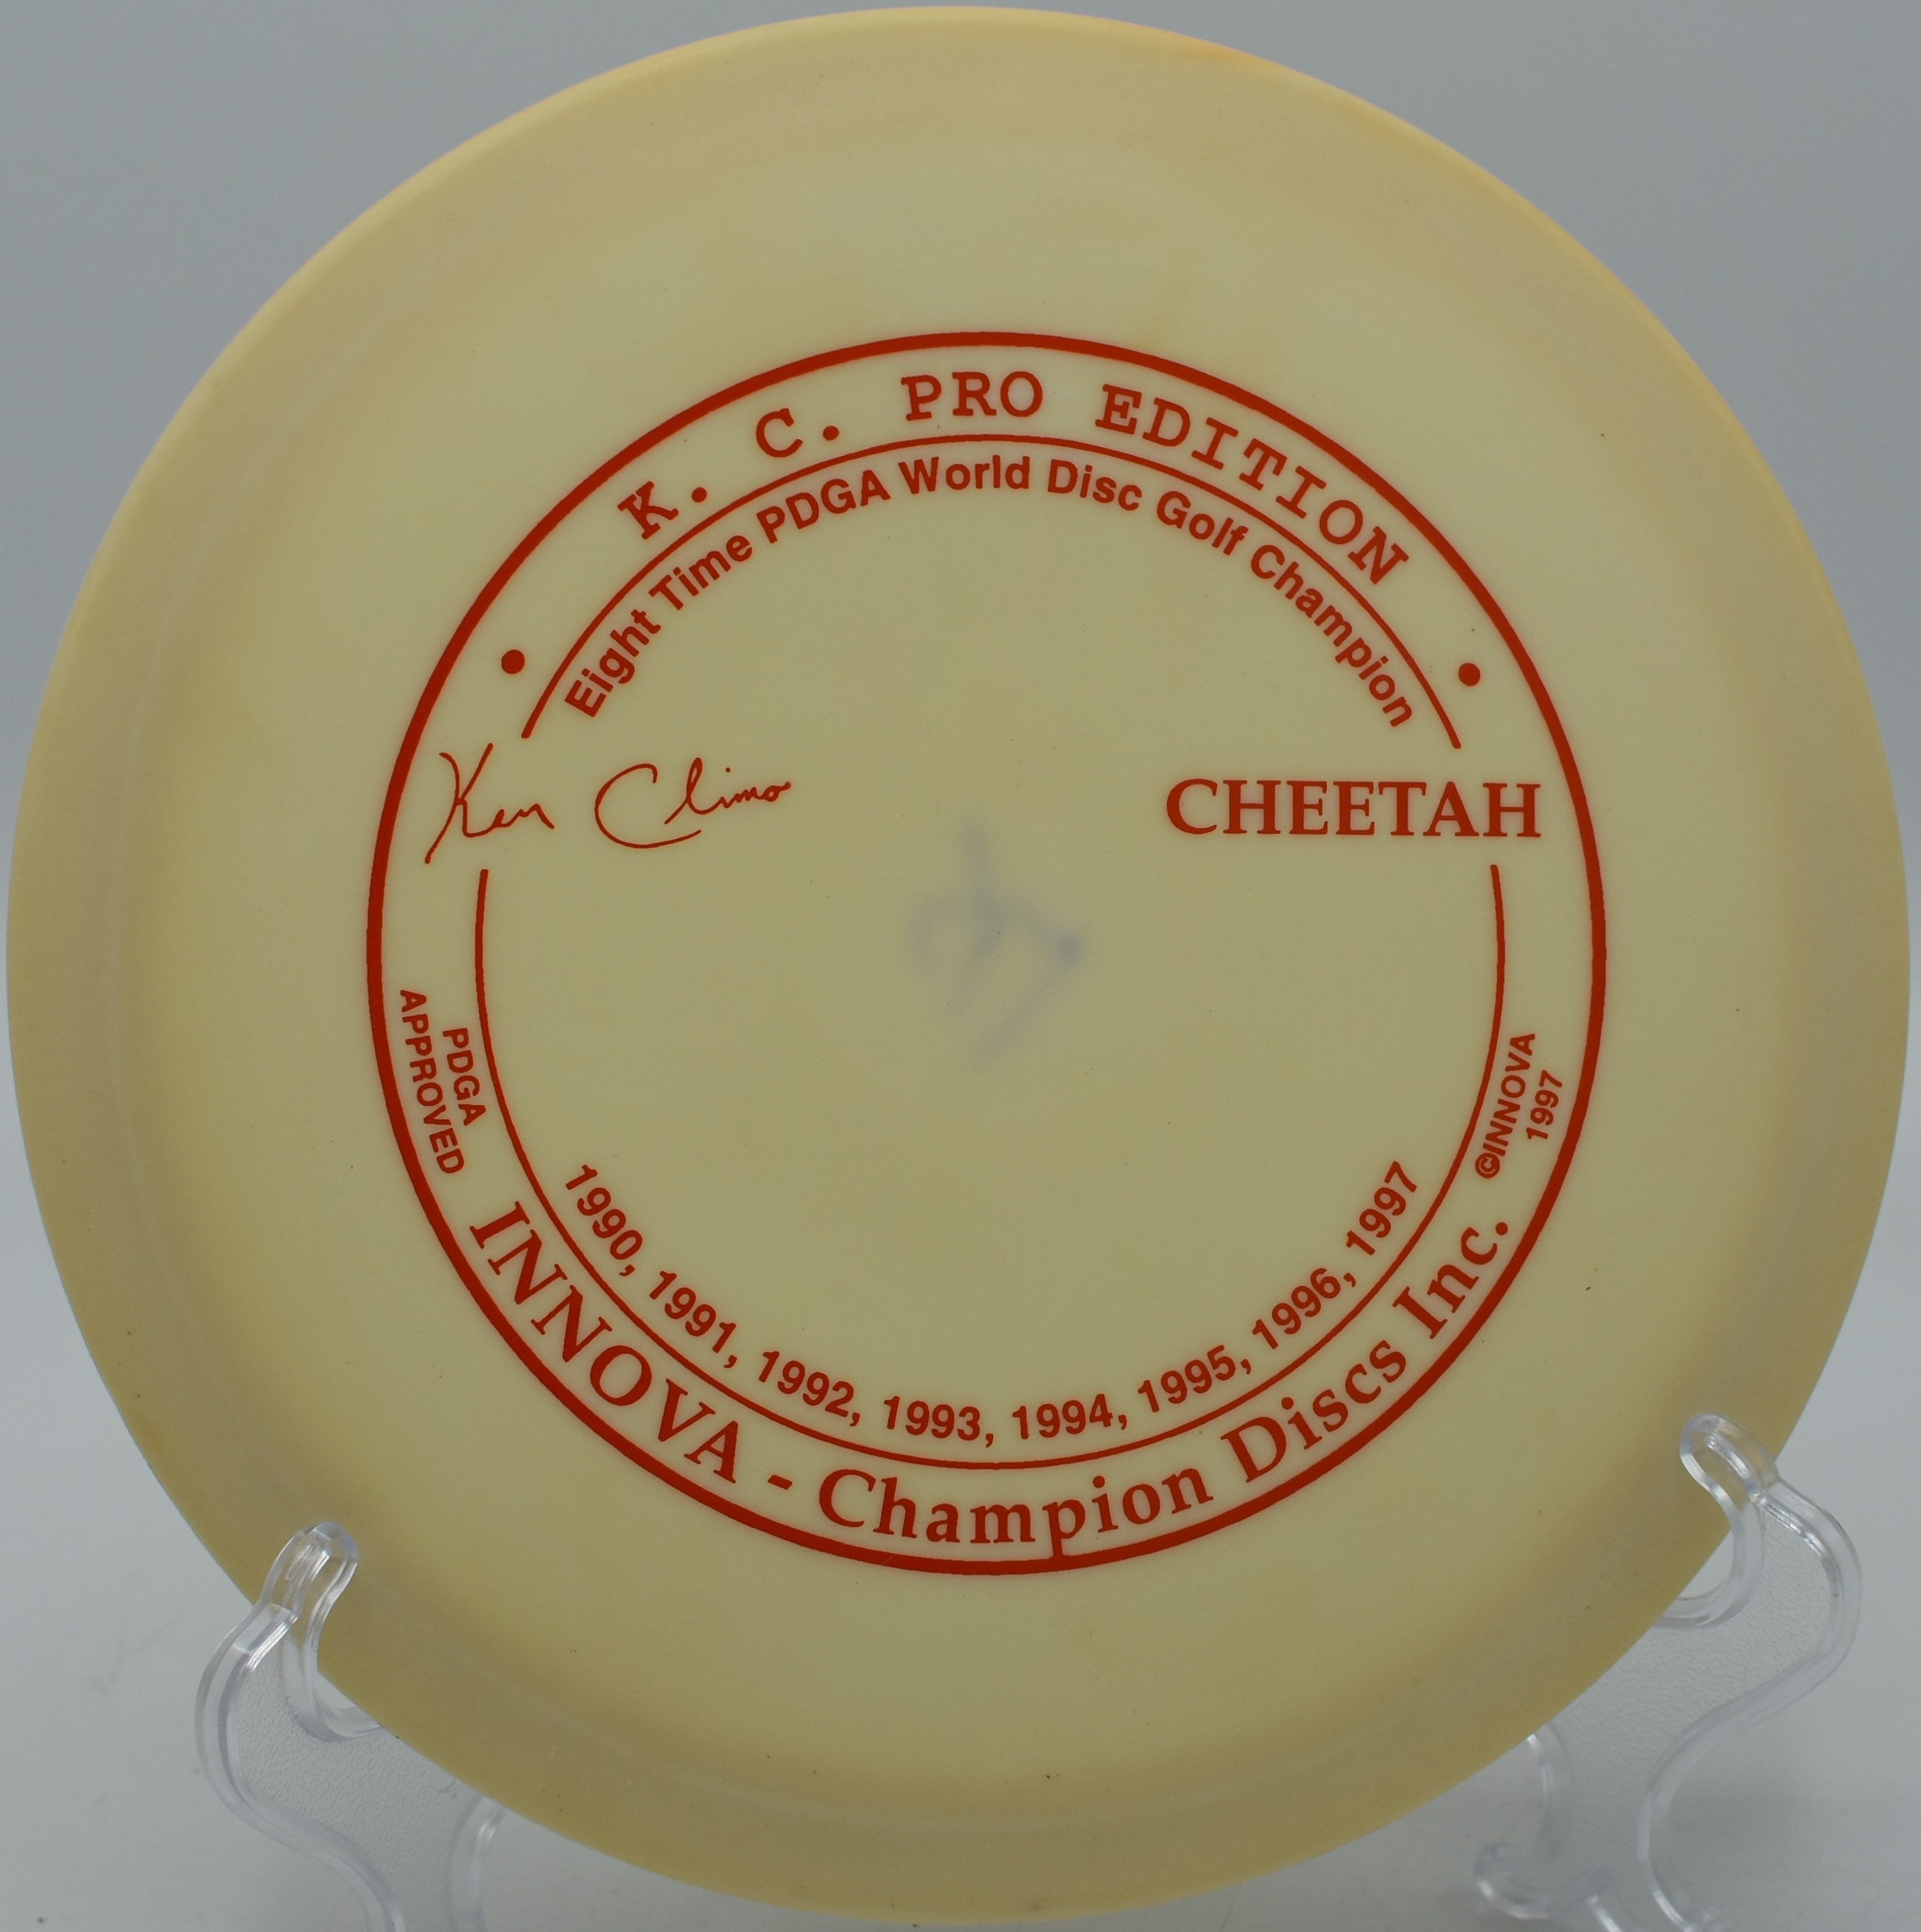 K. C. PRO EDITION
Eight Time PDGA World Disc Golf Champion
Ken Climo
CHEETAH
PDGA
APPROVED
©INNOVA
1997
1990, 1991, 1992, 1993, 1994, 1995, 1996, 1997
INNOVA - Champion Discs Inc.